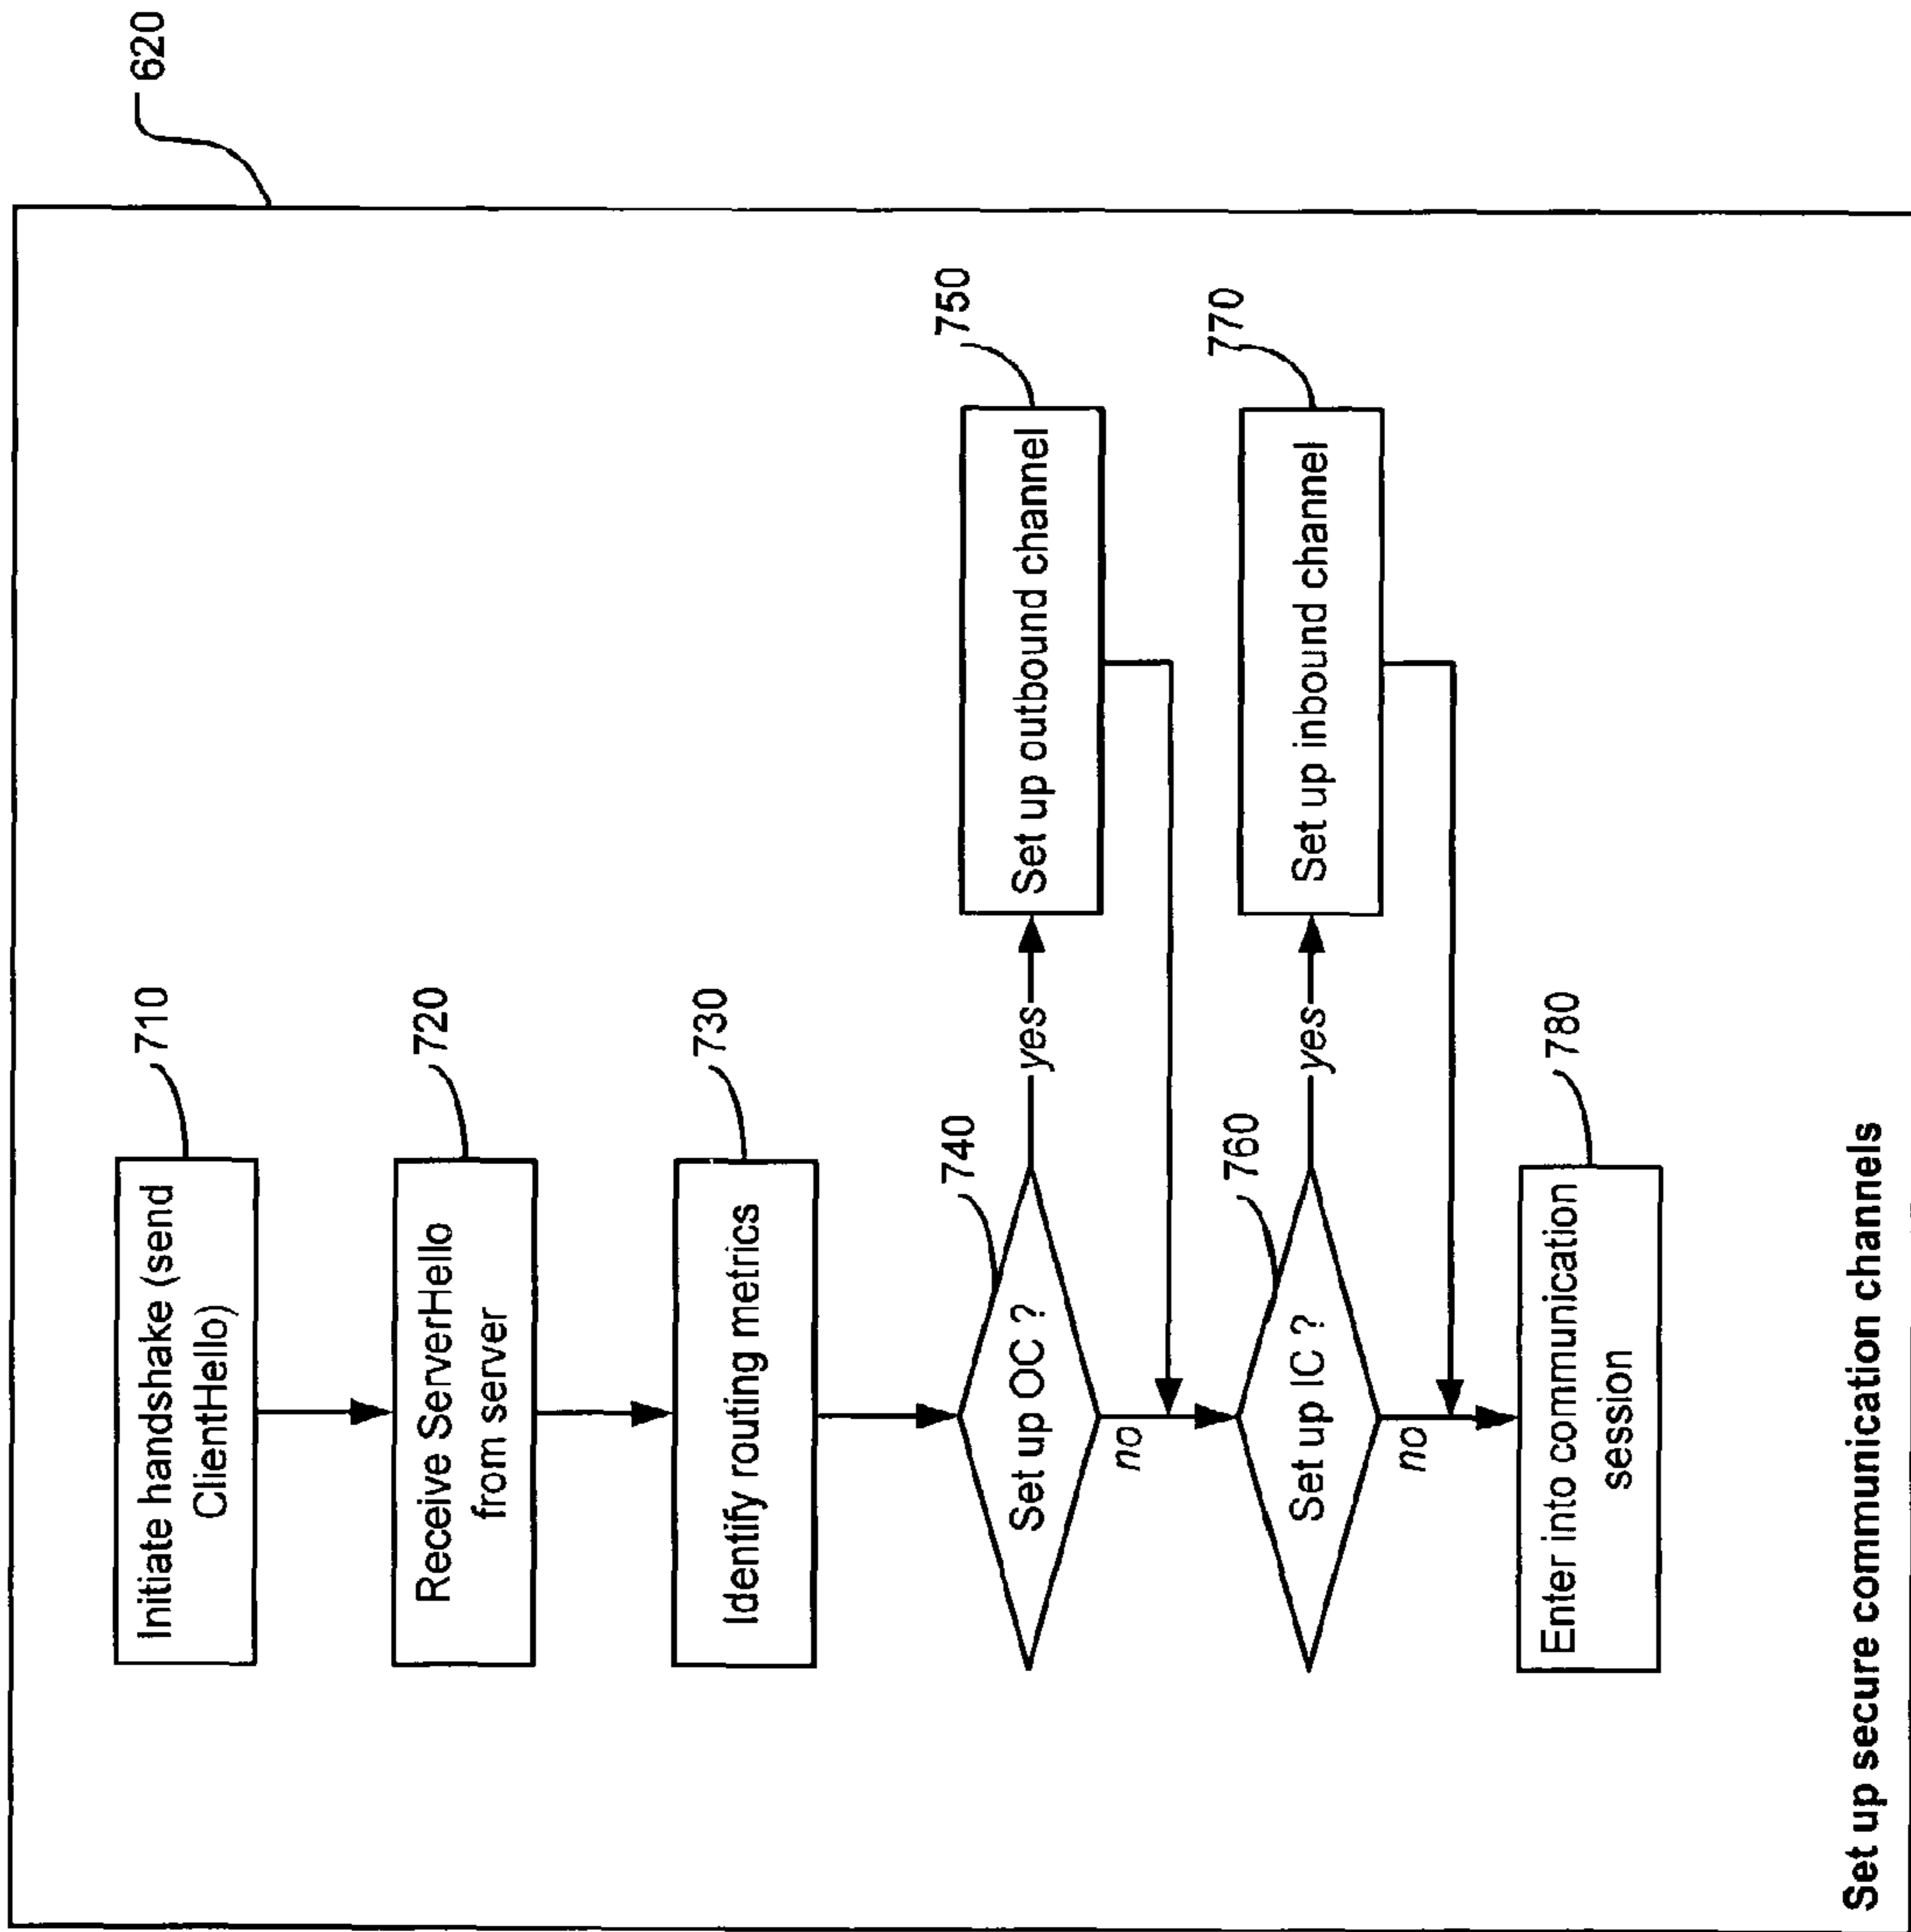 620
710
Initiate handshake (send
ClientHello)
720
Receive ServerHello
from server
730
Identify routing metrics
740
Set up OC ?
yes
750
Set up outbound channel
no
760
Set up IC ?
yes
770
Set up inbound channel
no
780
Enter into communication
session
Set up secure communication channels